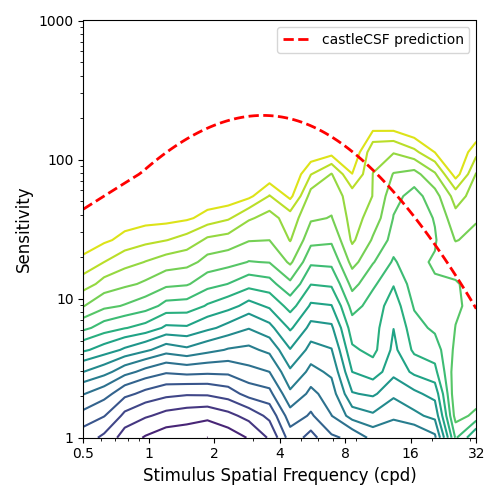 1000
castleCSF prediction
100
Sensitivity
10
1
0.5 1 2 4 8 16 32
Stimulus Spatial Frequency (cpd)